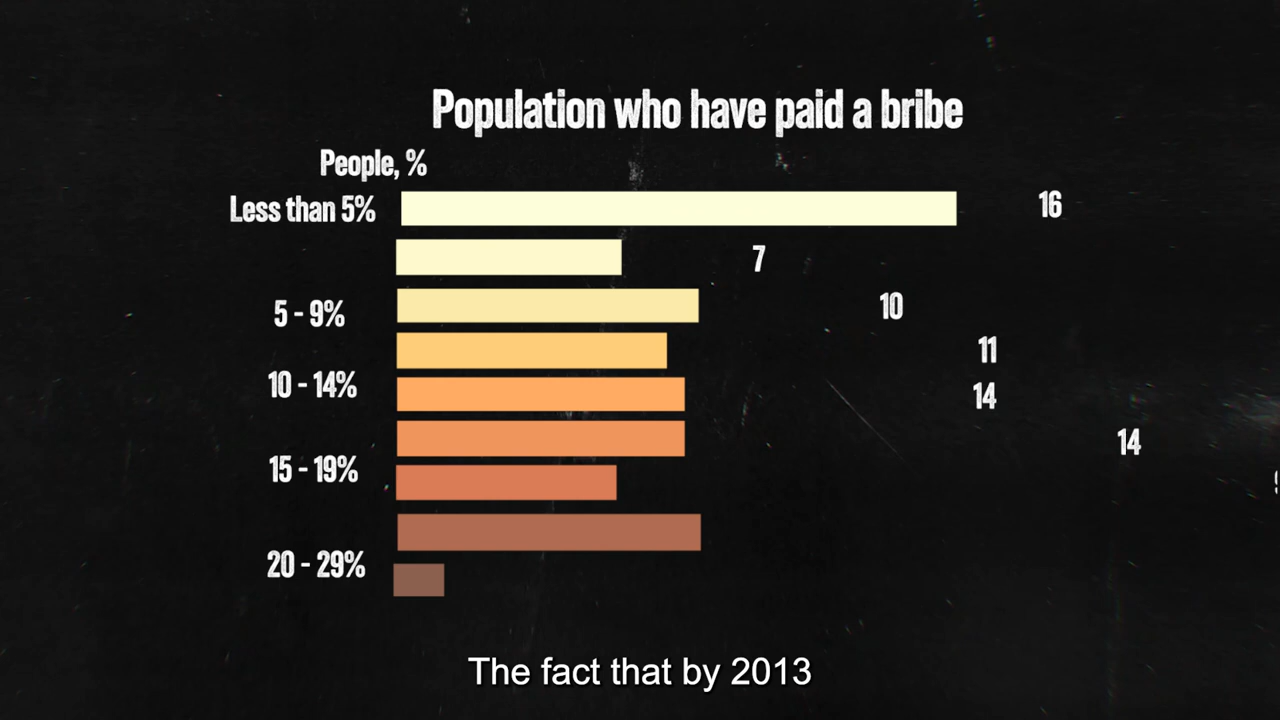 Population who have paid a bribe
People, %
Less than 5% 16
7
5 - 9% 10
11
10 - 14% 14
14
15 - 19%
20 - 29%
The fact that by 2013